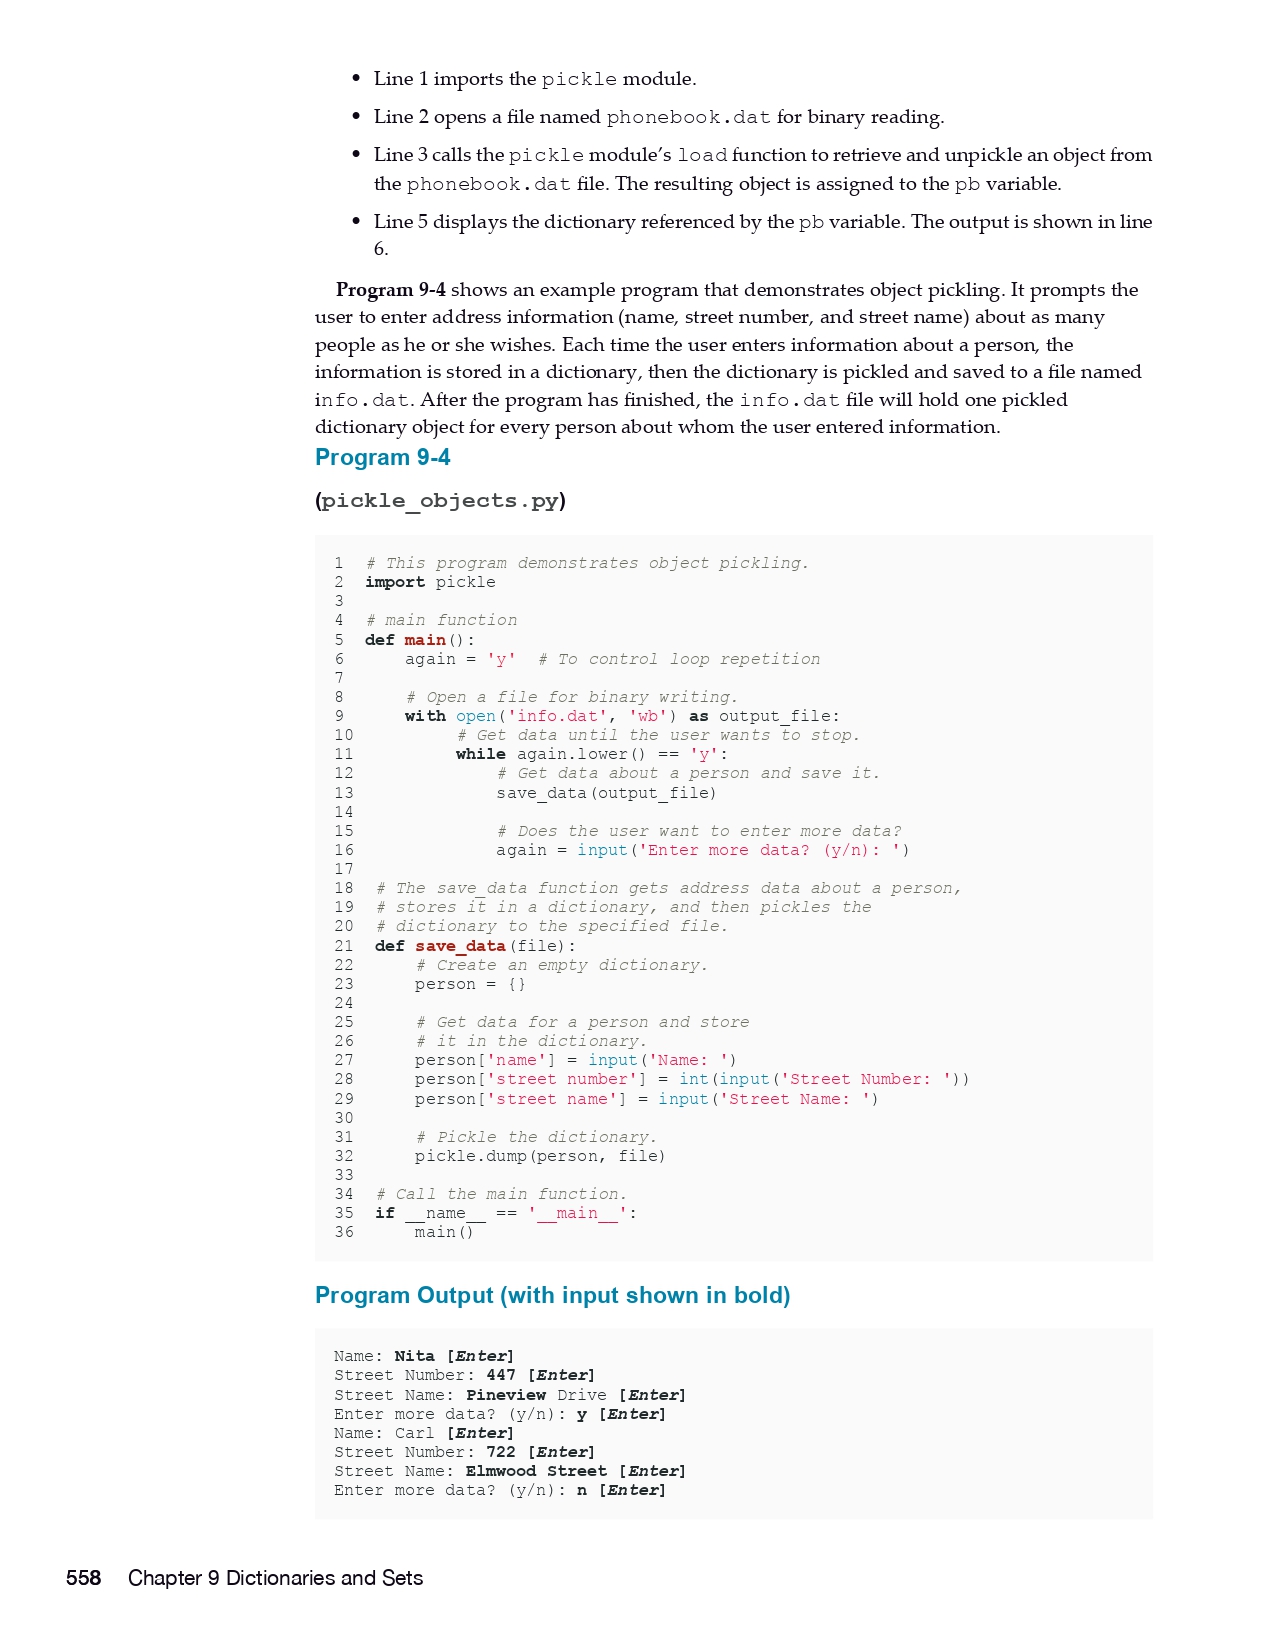 • Line 1 imports the pickle module.
• Line 2 opens a file named phonebook.dat for binary reading.
• Line 3 calls the pickle module’s load function to retrieve and unpickle an object from
the phonebook.dat file. The resulting object is assigned to the pb variable.
• Line 5 displays the dictionary referenced by the pb variable. The output is shown in line
6.
Program 9-4 shows an example program that demonstrates object pickling. It prompts the
user to enter address information (name, street number, and street name) about as many
people as he or she wishes. Each time the user enters information about a person, the
information is stored in a dictionary, then the dictionary is pickled and saved to a file named
info.dat. After the program has finished, the info.dat file will hold one pickled
dictionary object for every person about whom the user entered information.
Program 9-4
(pickle_objects.py)
1  # This program demonstrates object pickling.
2  import pickle
3
4  # main function
5  def main():
6      again = 'y'  # To control loop repetition
7
8      # Open a file for binary writing.
9      with open('info.dat', 'wb') as output_file:
10          # Get data until the user wants to stop.
11          while again.lower() == 'y':
12              # Get data about a person and save it.
13              save_data(output_file)
14
15              # Does the user want to enter more data?
16              again = input('Enter more data? (y/n): ')
17
18  # The save_data function gets address data about a person,
19  # stores it in a dictionary, and then pickles the
20  # dictionary to the specified file.
21  def save_data(file):
22      # Create an empty dictionary.
23      person = {}
24
25      # Get data for a person and store
26      # it in the dictionary.
27      person['name'] = input('Name: ')
28      person['street number'] = int(input('Street Number: '))
29      person['street name'] = input('Street Name: ')
30
31      # Pickle the dictionary.
32      pickle.dump(person, file)
33
34  # Call the main function.
35  if __name__ == '__main__':
36      main()
Program Output (with input shown in bold)
Name: Nita [Enter]
Street Number: 447 [Enter]
Street Name: Pineview Drive [Enter]
Enter more data? (y/n): y [Enter]
Name: Carl [Enter]
Street Number: 722 [Enter]
Street Name: Elmwood Street [Enter]
Enter more data? (y/n): n [Enter]
558 Chapter 9 Dictionaries and Sets